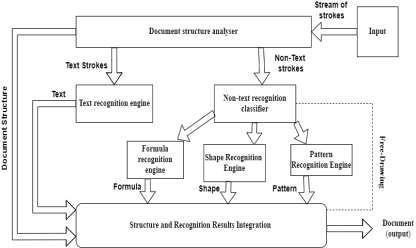 Stream of
strokes
Document structure analyser
Input
Text Strokes
Non-Text
strokes
Text
Text recognition engine
Non-text recognition
classifier
Document Structure
Free-Drawing
Formula
recognition
engine
Shape Recognition
Engine
Pattern
Recognition Engine
Formula
Shape
Pattern
Structure and Recognition Results Integration
Document
(output)